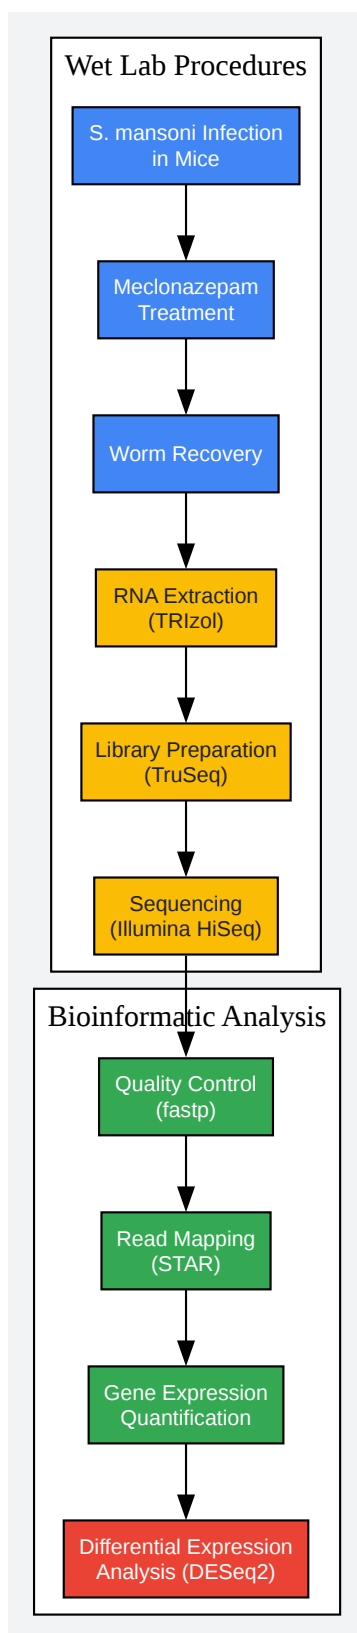 Wet Lab Procedures
S. mansoni Infection
in Mice
Meclonazepam
Treatment
Worm Recovery
RNA Extraction
(TRIzol)
Library Preparation
(TruSeq)
Sequencing
(Illumina HiSeq)
Bioinformatic Analysis
Quality Control
(fastp)
Read Mapping
(STAR)
Gene Expression
Quantification
Differential Expression
Analysis (DESeq2)